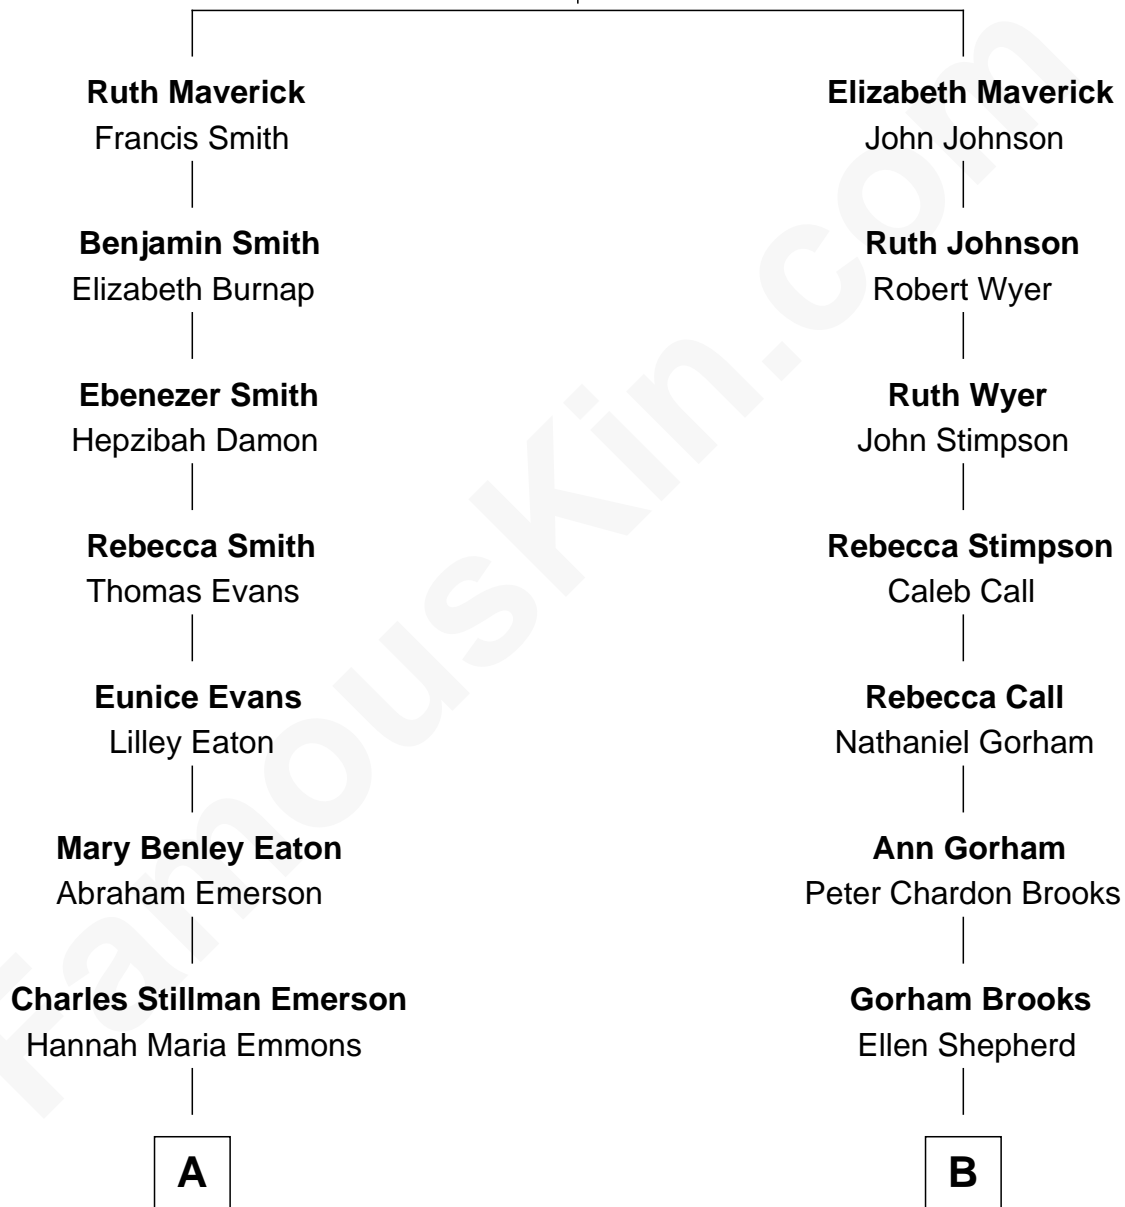 Ruth Maverick
Francis Smith
Elizabeth Maverick
John Johnson
Benjamin Smith
Elizabeth Burnap
Ruth Johnson
Robert Wyer
Ebenezer Smith
Hepzibah Damon
Ruth Wyer
John Stimpson
Rebecca Smith
Thomas Evans
Rebecca Stimpson
Caleb Call
Eunice Evans
Lilley Eaton
Rebecca Call
Nathaniel Gorham
Mary Benley Eaton
Abraham Emerson
Ann Gorham
Peter Chardon Brooks
Charles Stillman Emerson
Hannah Maria Emmons
Gorham Brooks
Ellen Shepherd
A
B
FamousKin.com